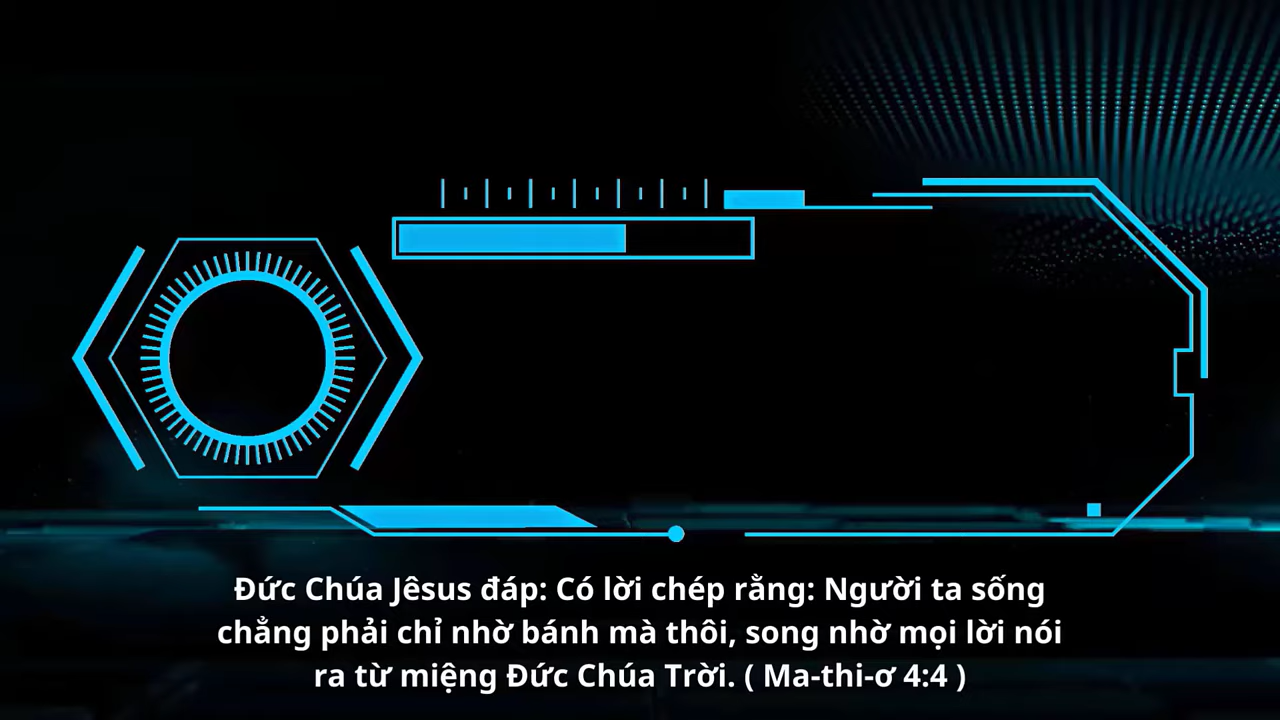 Đức Chúa Jêsus đáp: Có lời chép rằng: Người ta sống
chẳng phải chỉ nhờ bánh mà thôi, song nhờ mọi lời nói
ra từ miệng Đức Chúa Trời. ( Ma-thi-ơ 4:4 )